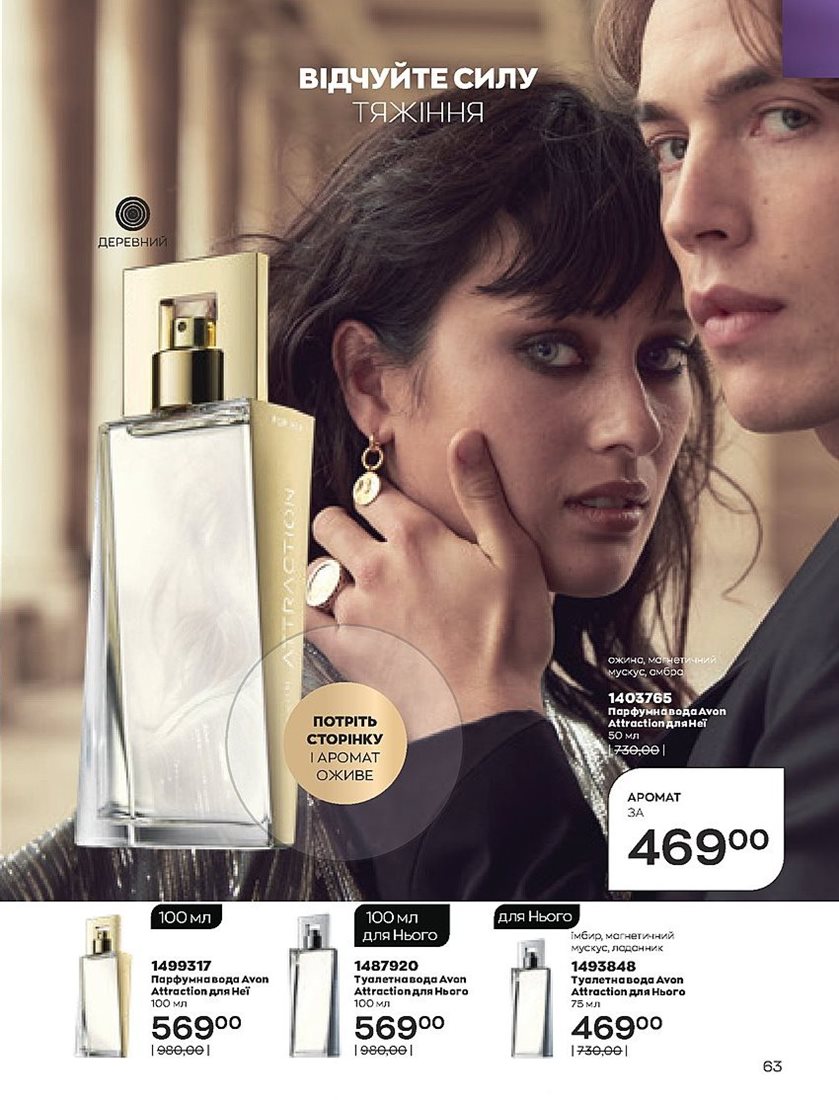 ВІДЧУЙТЕ СИЛУ
ТЯЖІННЯ
ДЕРЕВНИЙ
ATTRACTION
ПОТРІТЬ
СТОРІНКУ
І АРОМАТ
ОЖИВЕ
ожина, магнетичний
мускус, амбра
1403765
Парфумна вода Avon
Attraction для Неї
50 мл
|730,00|
АРОМАТ
ЗА
469⁰⁰
100 мл
1499317
Парфумна вода Avon
Attraction для Неї
100 мл
569⁰⁰
|980,00|
100 мл
для Нього
1487920
Туалетна вода Avon
Attraction для Нього
100 мл
569⁰⁰
|980,00|
для Нього
імбир, магнетичний
мускус, ладанник
1493848
Туалетна вода Avon
Attraction для Нього
75 мл
469⁰⁰
|730,00|
63